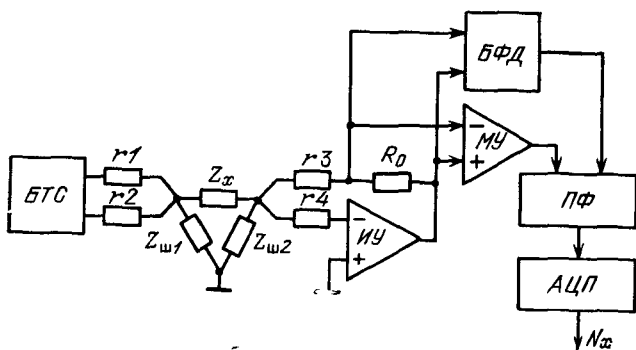 БФД
r1
r3
МУ
-
+
БТС
Zx
R0
r2
r4
ПФ
Zш1
Zш2
-
+
ИУ
АЦП
Nx